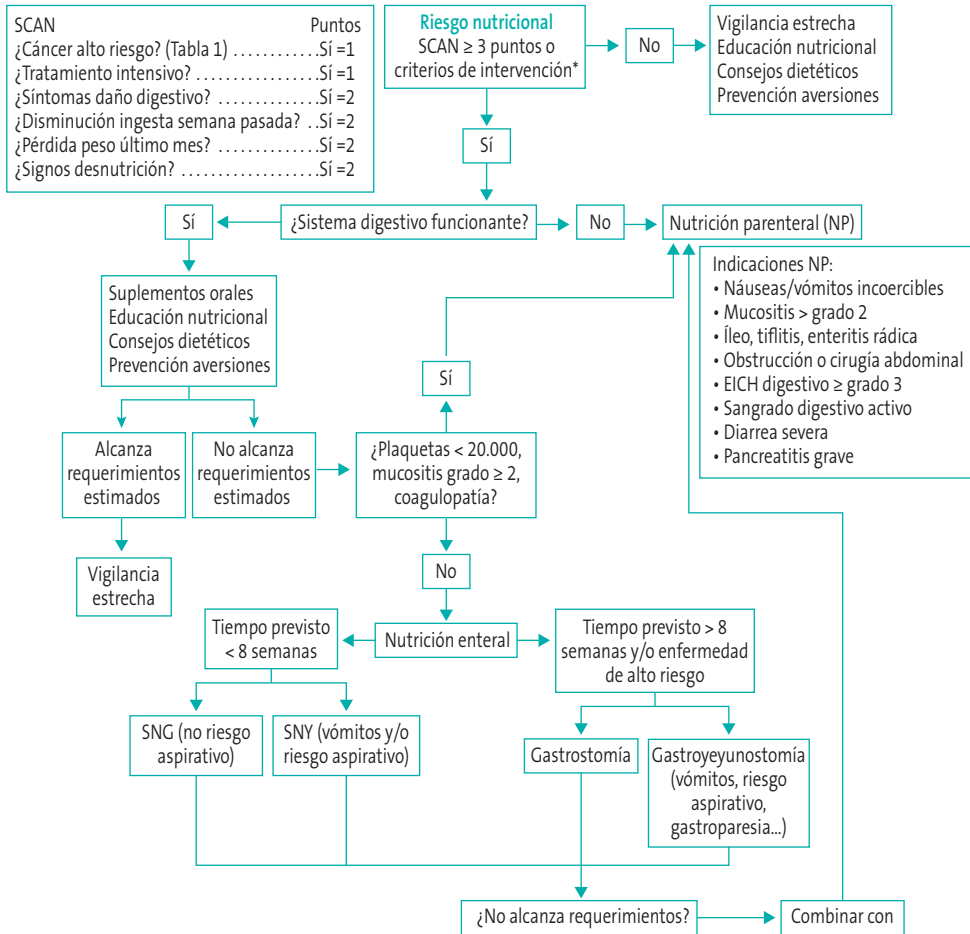 SCAN Puntos
¿Cáncer alto riesgo? (Tabla 1) ............Sí =1
¿Tratamiento intensivo? .................Sí =1
¿Síntomas daño digestivo? ..............Sí =2
¿Disminución ingesta semana pasada? ..Sí =2
¿Pérdida peso último mes? ..............Sí =2
¿Signos desnutrición? ...................Sí =2
Riesgo nutricional
SCAN ≥ 3 puntos o
criterios de intervención*
No
Vigilancia estrecha
Educación nutricional
Consejos dietéticos
Prevención aversiones
Sí
Sí
¿Sistema digestivo funcionante?
No
Nutrición parenteral (NP)
Suplementos orales
Educación nutricional
Consejos dietéticos
Prevención aversiones
Indicaciones NP:
• Náuseas/vómitos incoercibles
• Mucositis > grado 2
• Íleo, tiflitis, enteritis rádica
• Obstrucción o cirugía abdominal
• EICH digestivo ≥ grado 3
• Sangrado digestivo activo
• Diarrea severa
• Pancreatitis grave
Sí
Alcanza
requerimientos
estimados
No alcanza
requerimientos
estimados
¿Plaquetas < 20.000,
mucositis grado ≥ 2,
coagulopatía?
Vigilancia
estrecha
No
Tiempo previsto
< 8 semanas
Nutrición enteral
Tiempo previsto > 8
semanas y/o enfermedad
de alto riesgo
SNG (no riesgo
aspirativo)
SNY (vómitos y/o
riesgo aspirativo)
Gastrostomía
Gastroyeyunostomía
(vómitos, riesgo
aspirativo,
gastroparesia...)
¿No alcanza requerimientos?
Combinar con